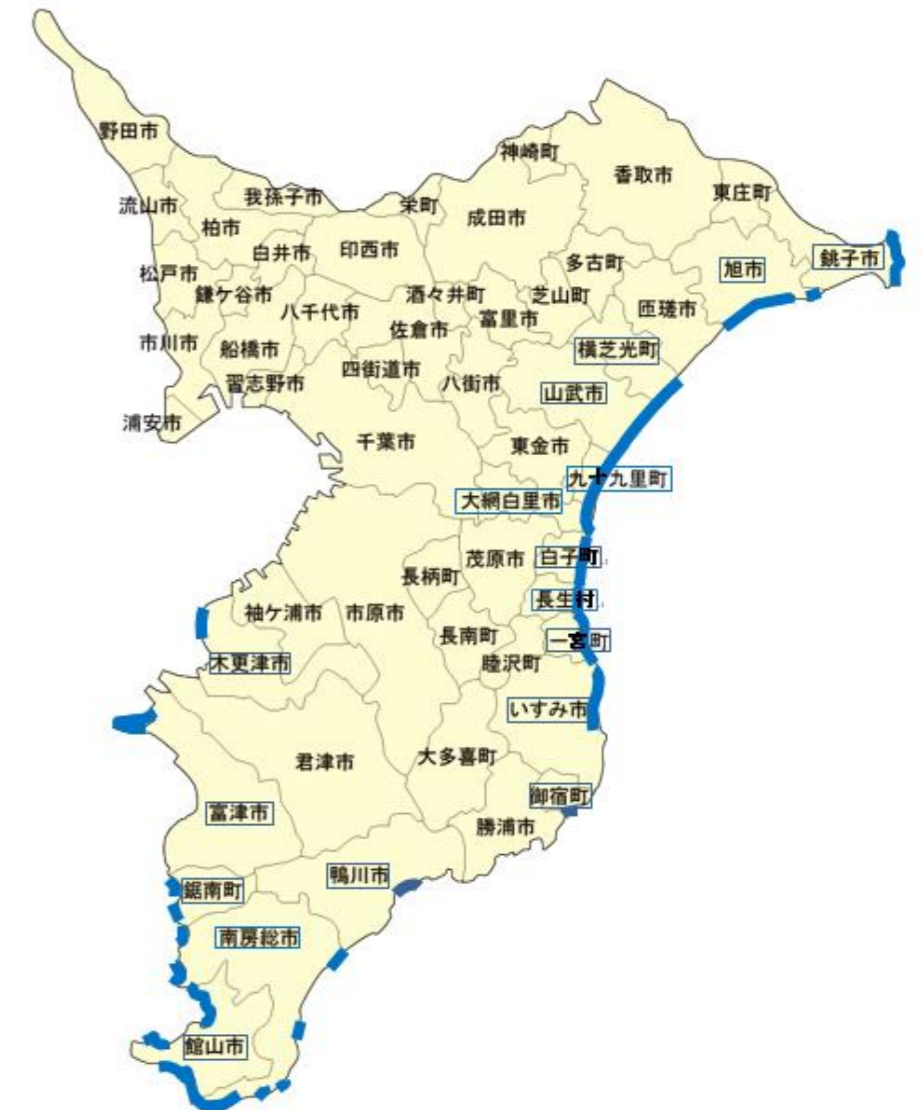 野田市
神崎町
香取市
我孫子市
流山市
栄町
東庄町
成田市
柏市
印西市
白井市
銚子市
多古町
旭市
松戸市
鎌ケ谷市
酒々井町
芝山町
匝瑳市
八千代市
富里市
佐倉市
市川市
船橋市
横芝光町
四街道市
習志野市
八街市
山武市
浦安市
千葉市
東金市
九十九里町
大網白里市
茂原市
白子町
長柄町
長生村
袖ケ浦市
市原市
長南町
一宮町
木更津市
睦沢町
いすみ市
大多喜町
君津市
御宿町
富津市
勝浦市
鴨川市
鋸南町
南房総市
館山市